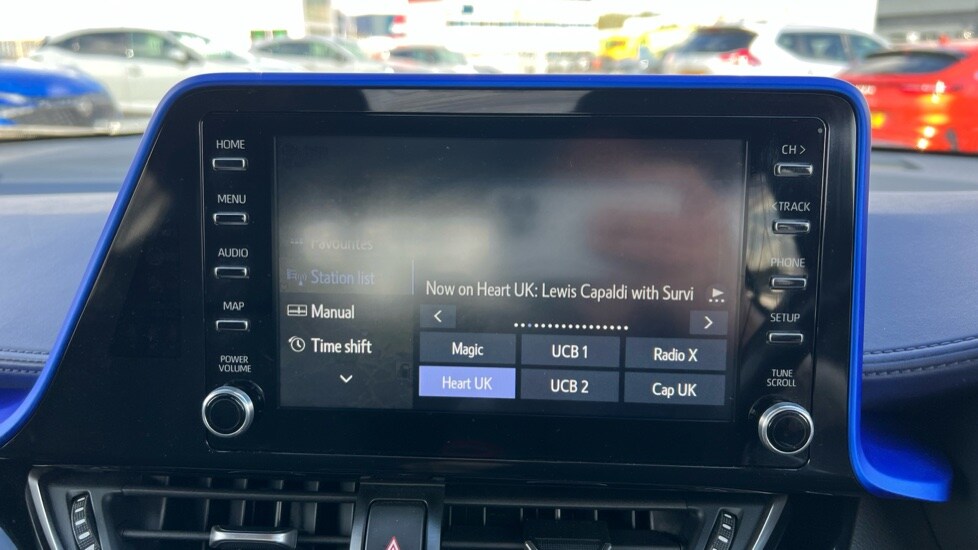 HOME
MENU
AUDIO
MAP
POWER
VOLUME
Favourites
Station list
Manual
Time shift
Now on Heart UK: Lewis Capaldi with Survi
<
>
Magic
UCB 1
Radio X
Heart UK
UCB 2
Cap UK
CH >
<TRACK
PHONE
SETUP
TUNE
SCROLL